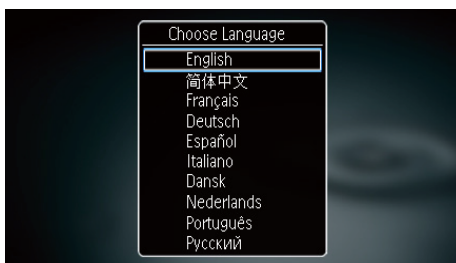 Choose Language
English
简体中文
Français
Deutsch
Español
Italiano
Dansk
Nederlands
Português
Русский